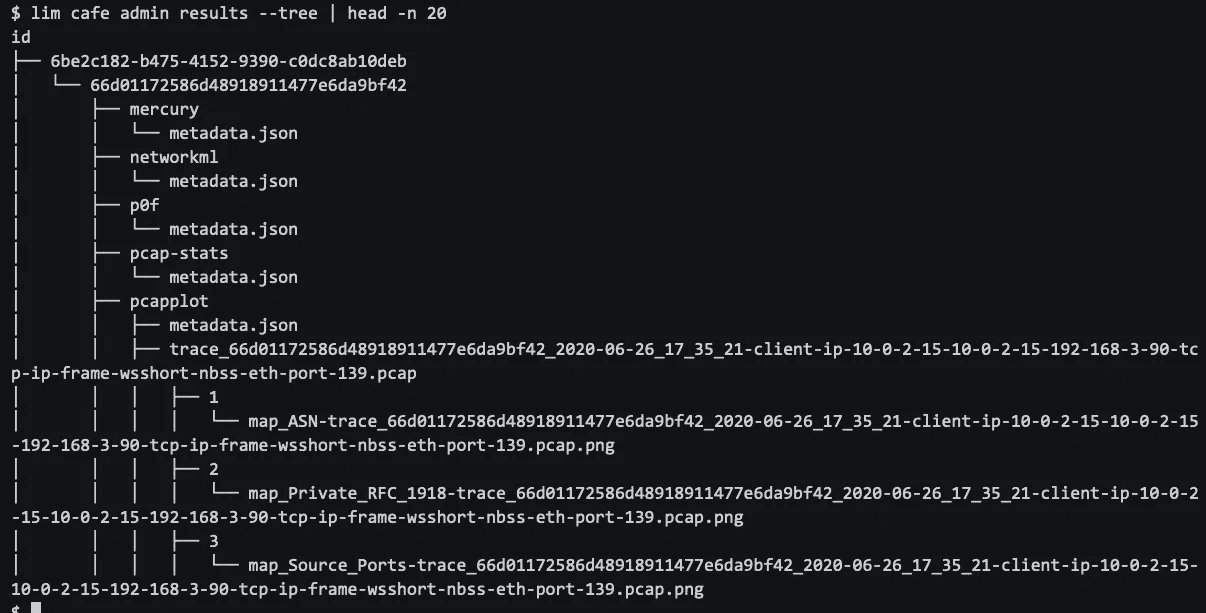 $ lim cafe admin results --tree | head -n 20
id
├── 6be2c182-b475-4152-9390-c0dc8ab10deb
│   └── 66d01172586d48918911477e6da9bf42
│       ├── mercury
│       │   └── metadata.json
│       ├── networkml
│       │   └── metadata.json
│       ├── p0f
│       │   └── metadata.json
│       ├── pcap-stats
│       │   └── metadata.json
│       ├── pcapplot
│       │   ├── metadata.json
│       │   ├── trace_66d01172586d48918911477e6da9bf42_2020-06-26_17_35_21-client-ip-10-0-2-15-10-0-2-15-192-168-3-90-tc
p-ip-frame-wsshort-nbss-eth-port-139.pcap
│       │   │   ├── 1
│       │   │   │   └── map_ASN-trace_66d01172586d48918911477e6da9bf42_2020-06-26_17_35_21-client-ip-10-0-2-15-10-0-2-15
-192-168-3-90-tcp-ip-frame-wsshort-nbss-eth-port-139.pcap.png
│       │   │   ├── 2
│       │   │   │   └── map_Private_RFC_1918-trace_66d01172586d48918911477e6da9bf42_2020-06-26_17_35_21-client-ip-10-0-2
-15-10-0-2-15-192-168-3-90-tcp-ip-frame-wsshort-nbss-eth-port-139.pcap.png
│       │   │   ├── 3
│       │   │   │   └── map_Source_Ports-trace_66d01172586d48918911477e6da9bf42_2020-06-26_17_35_21-client-ip-10-0-2-15-
10-0-2-15-192-168-3-90-tcp-ip-frame-wsshort-nbss-eth-port-139.pcap.png
$